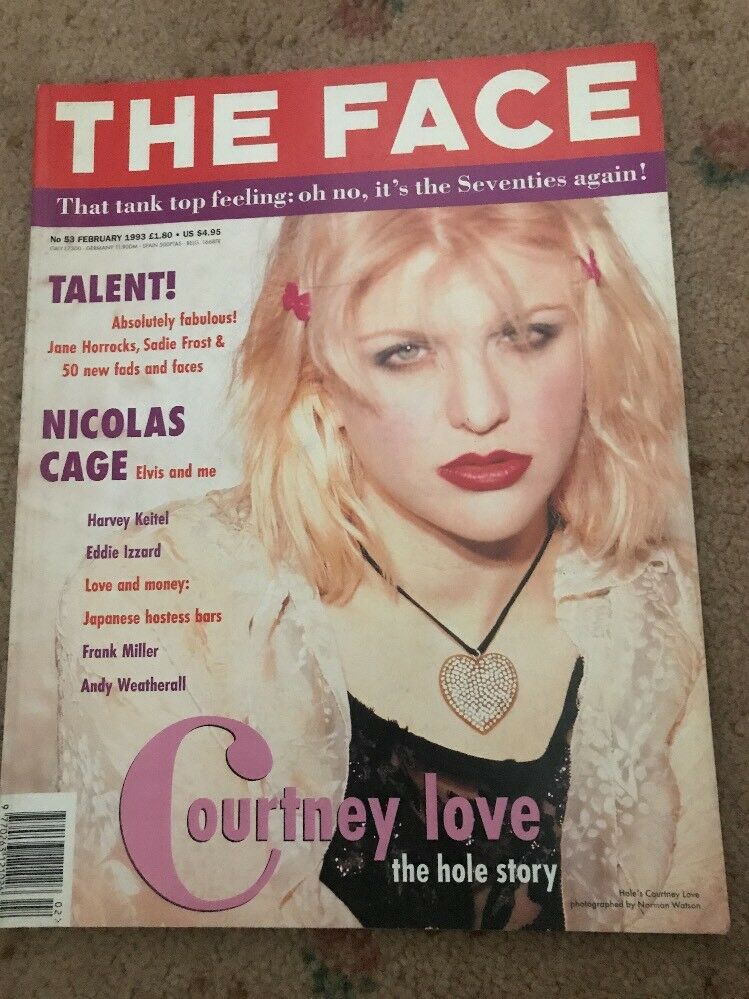 THE FACE
That tank top feeling: oh no, it's the Seventies again!
No 53 FEBRUARY 1993 £1.80 • US $4.95
TALENT!
Absolutely fabulous!
Jane Horrocks, Sadie Frost &
50 new fads and faces
NICOLAS
CAGE Elvis and me
Harvey Keitel
Eddie Izzard
Love and money:
Japanese hostess bars
Frank Miller
Andy Weatherall
Courtney love
the hole story
Hole's Courtney Love
photographed by Norman Watson
02>